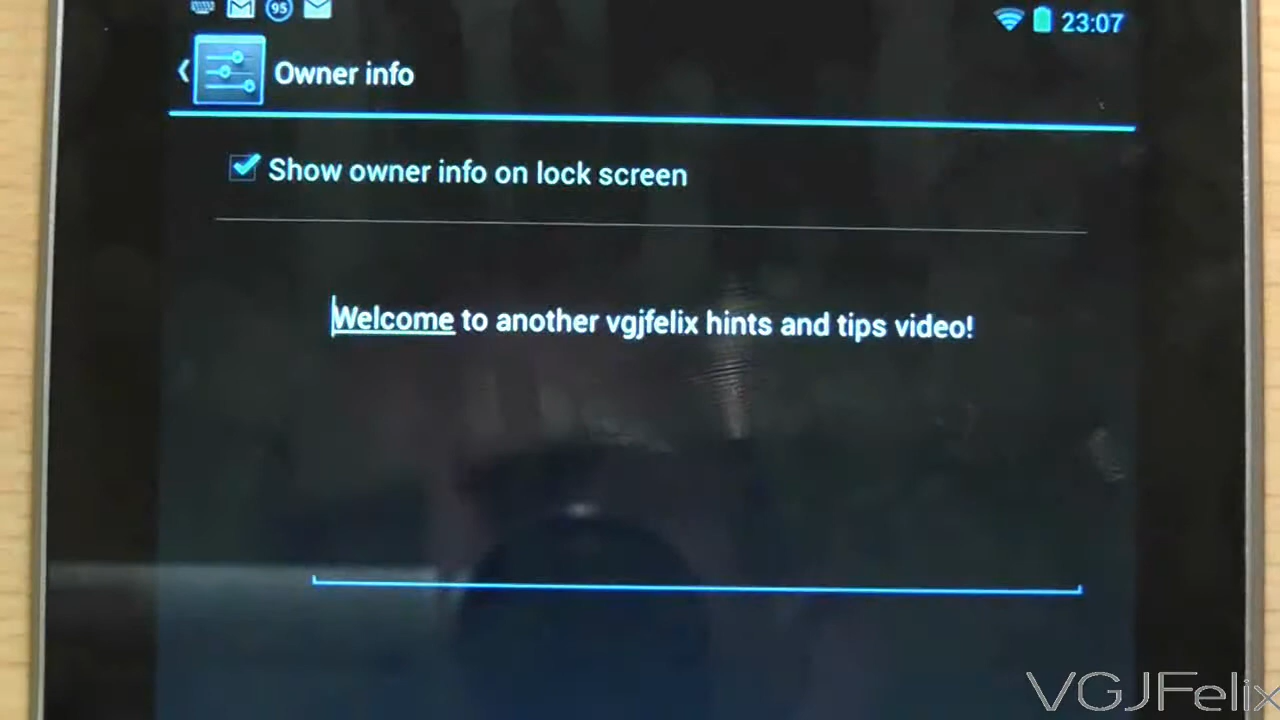 95
23:07
Owner info
Show owner info on lock screen
Welcome to another vgjfelix hints and tips video!
VGJFelix